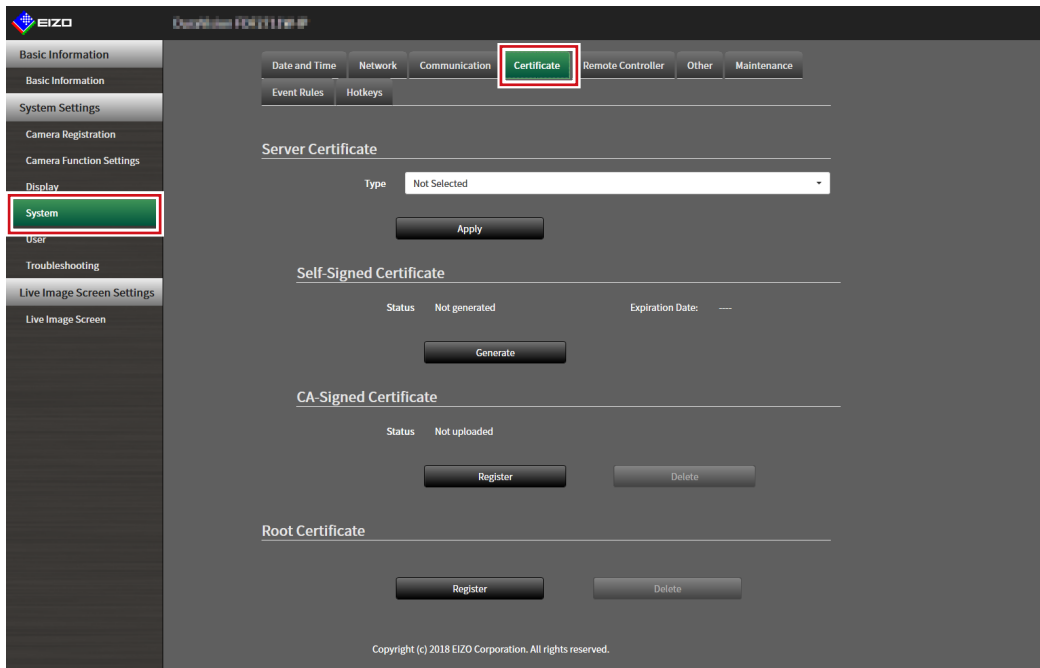 EIZO
Basic Information
Basic Information
System Settings
Camera Registration
Camera Function Settings
Display
System
User
Troubleshooting
Live Image Screen Settings
Live Image Screen
Date and Time Network Communication Certificate Remote Controller Other Maintenance
Event Rules Hotkeys
Server Certificate
Type Not Selected
Apply
Self-Signed Certificate
Status Not generated Expiration Date: ----
Generate
CA-Signed Certificate
Status Not uploaded
Register Delete
Root Certificate
Register Delete
Copyright (c) 2018 EIZO Corporation. All rights reserved.